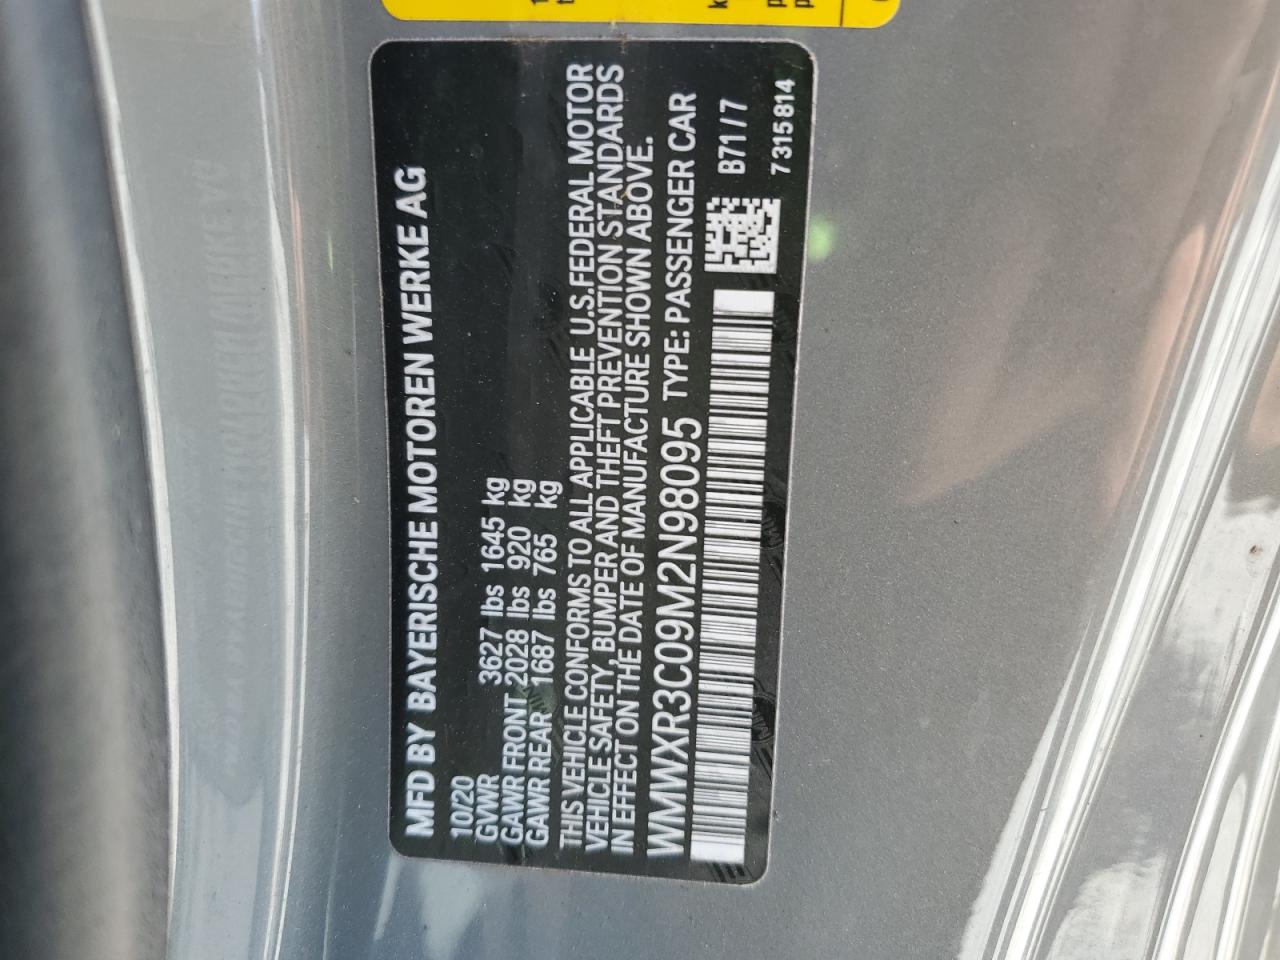 MFD BY BAYERISCHE MOTOREN WERKE AG
10/20
GVWR 3627 lbs 1645 kg
GAWR FRONT 2028 lbs 920 kg
GAWR REAR 1687 lbs 765 kg
THIS VEHICLE CONFORMS TO ALL APPLICABLE U.S.FEDERAL MOTOR
VEHICLE SAFETY, BUMPER AND THEFT PREVENTION STANDARDS
IN EFFECT ON THE DATE OF MANUFACTURE SHOWN ABOVE.
WMWXR3C09M2N98095 TYPE: PASSENGER CAR
B71/7
7315814